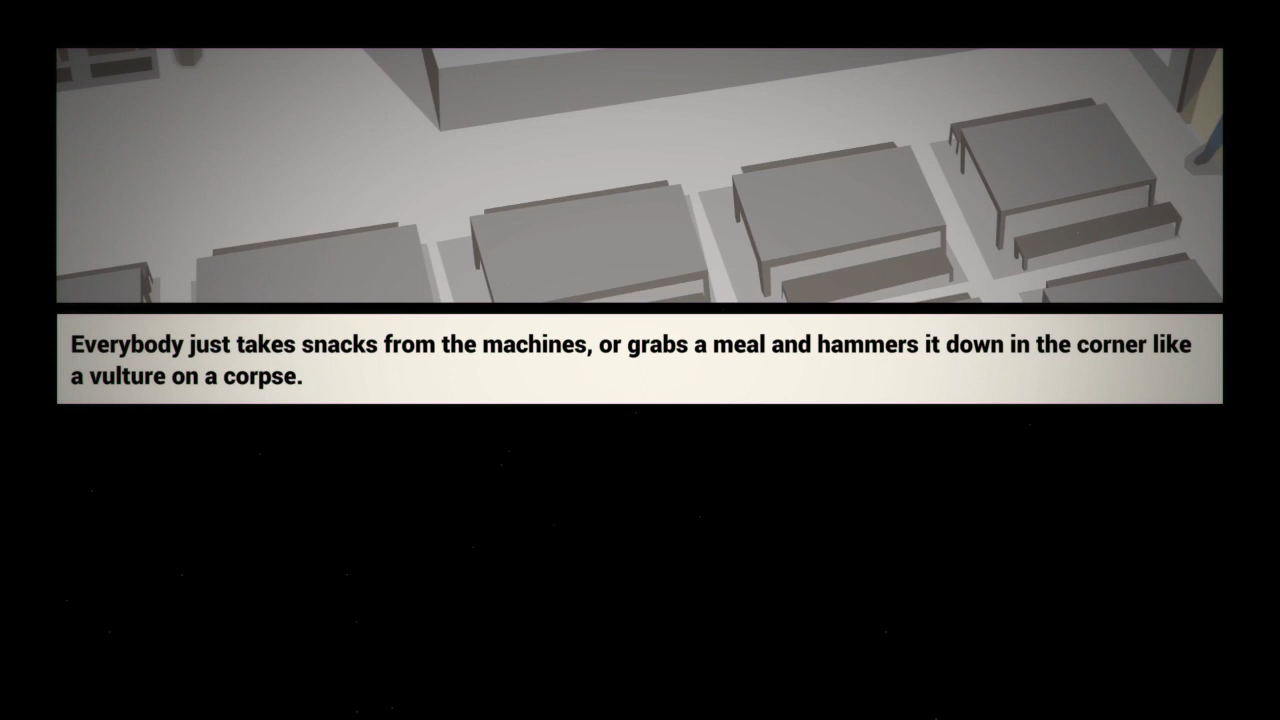 Everybody just takes snacks from the machines, or grabs a meal and hammers it down in the corner like
a vulture on a corpse.